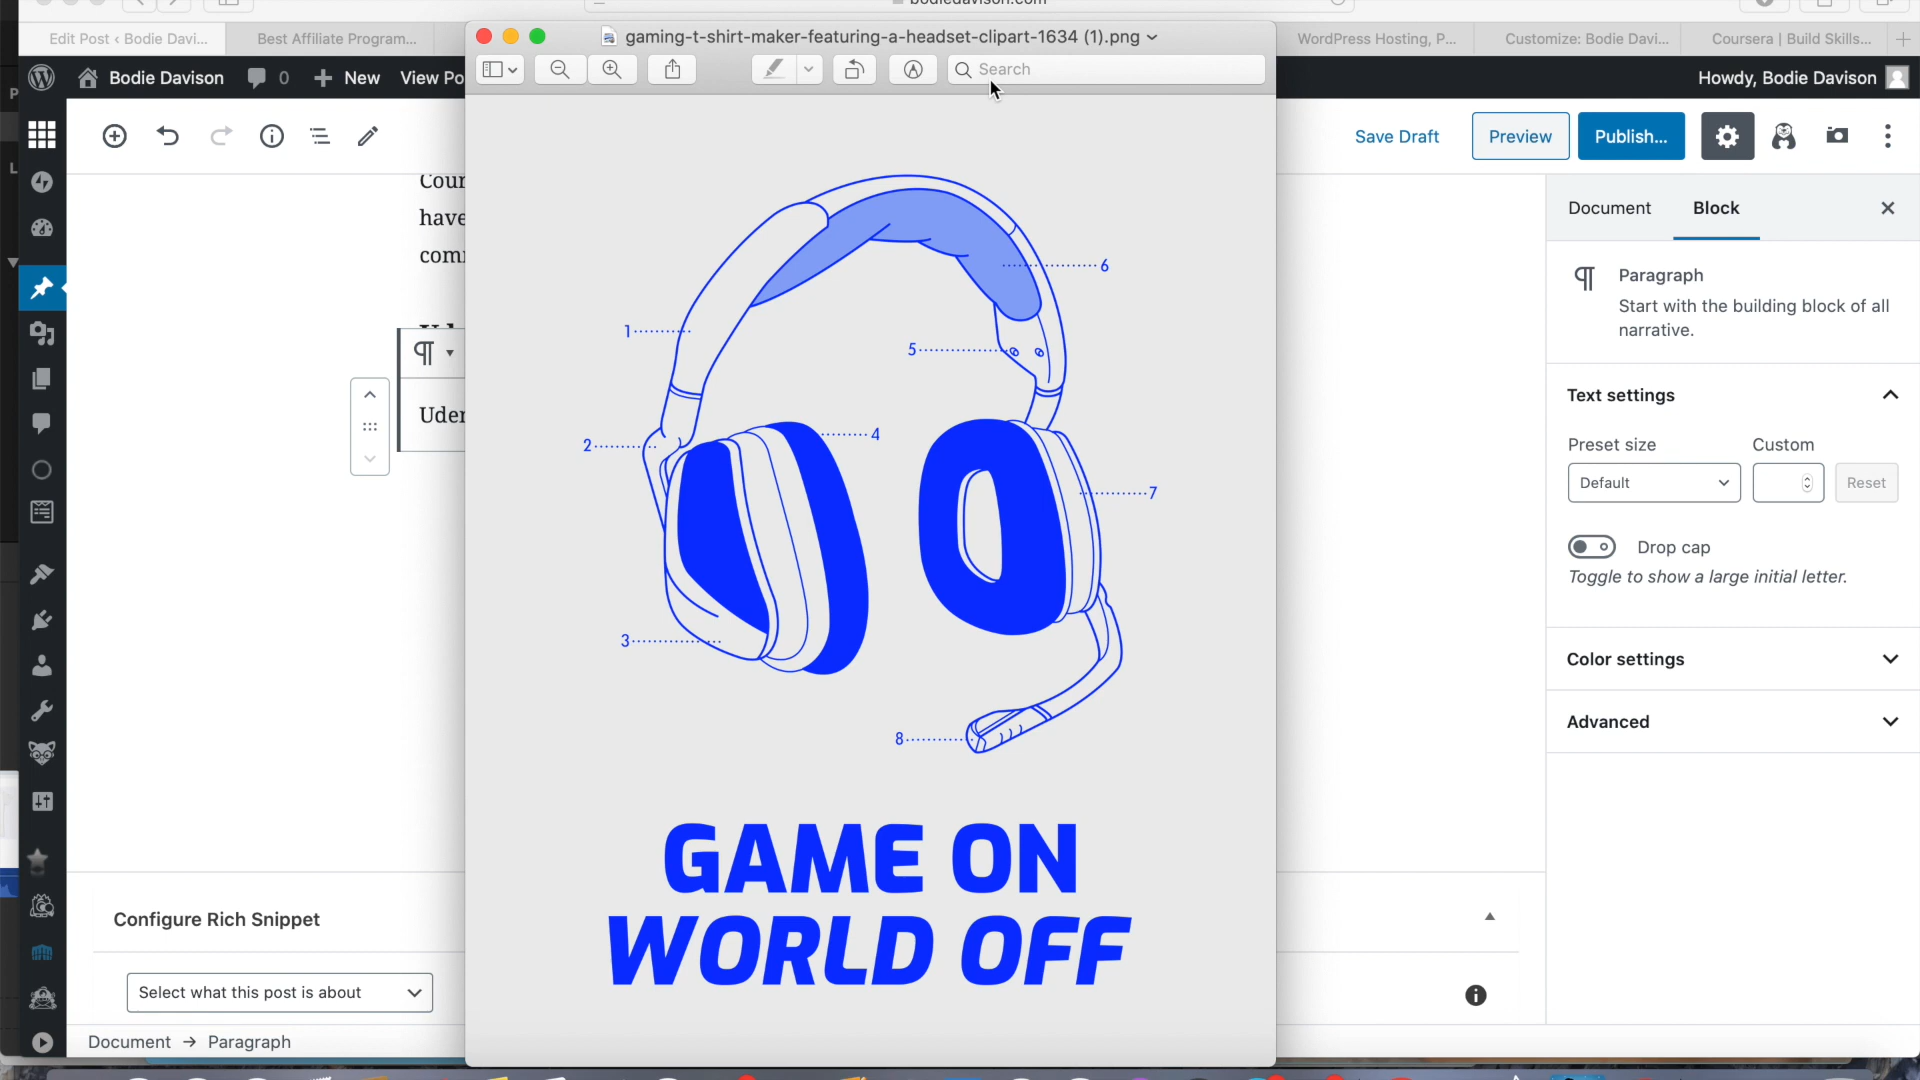 bodiedavison.com
Edit Post ‹ Bodie Davi...
Best Affiliate Program...
WordPress Hosting, P...
Customize: Bodie Davi...
Coursera | Build Skills...
gaming-t-shirt-maker-featuring-a-headset-clipart-1634 (1).png
Search
Bodie Davison
0
New
View Po
Howdy, Bodie Davison
Save Draft
Preview
Publish...
Cour
have
com
Uder
Document
Block
Paragraph
Start with the building block of all
narrative.
Text settings
Preset size
Custom
Default
Reset
Drop cap
Toggle to show a large initial letter.
Color settings
Advanced
1
2
3
4
5
6
7
8
GAME ON
WORLD OFF
Configure Rich Snippet
Select what this post is about
Document → Paragraph